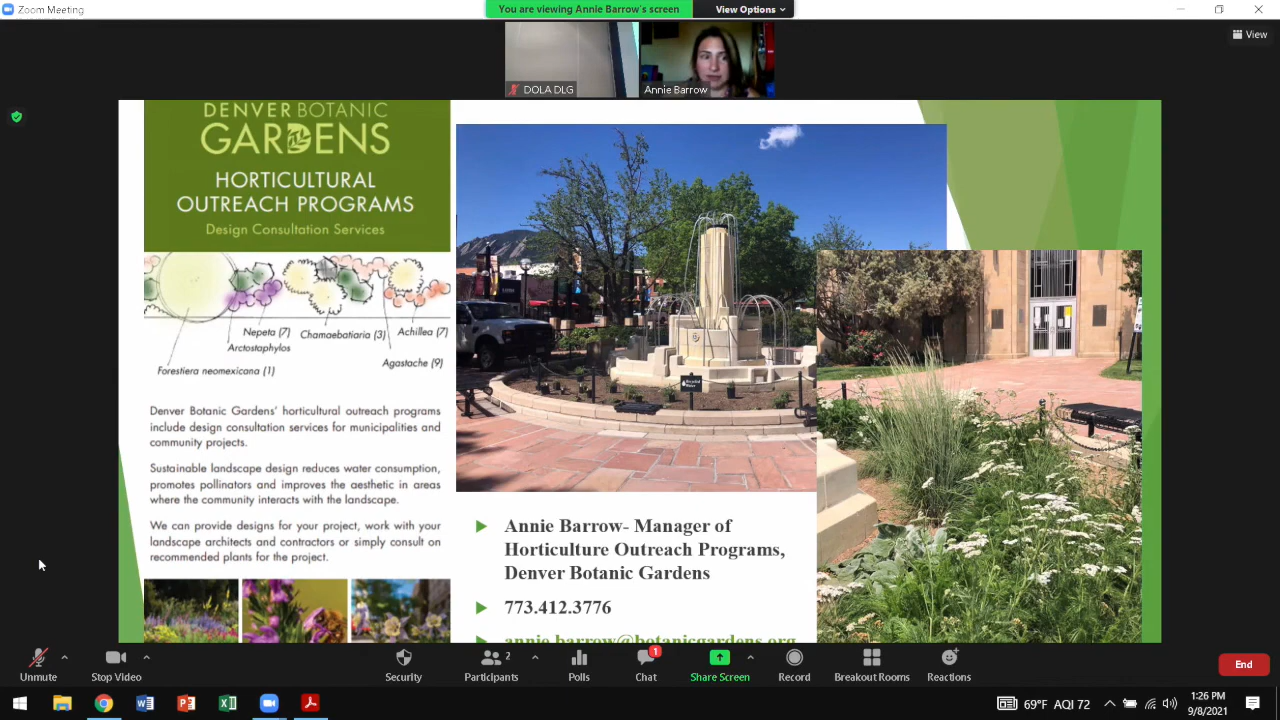 Zoom Meeting
You are viewing Annie Barrow's screen
View Options
View
DOLA DLG
Annie Barrow
DENVER BOTANIC
GARDENS
HORTICULTURAL
OUTREACH PROGRAMS
Design Consultation Services
Nepeta (7)
Chamaebatiaria (3)
Achillea (7)
Arctostaphylos
Agastache (9)
Forestiera neomexicana (1)
Denver Botanic Gardens' horticultural outreach programs
include design consultation services for municipalities and
community projects.
Sustainable landscape design reduces water consumption,
promotes pollinators and improves the aesthetic in areas
where the community interacts with the landscape.
We can provide designs for your project, work with your
landscape architects and contractors or simply consult on
recommended plants for the project.
Recycled
Water
Annie Barrow- Manager of
Horticulture Outreach Programs,
Denver Botanic Gardens
773.412.3776
annie.barrow@botanicgardens.org
Unmute
Stop Video
Security
2
Participants
Polls
1
Chat
Share Screen
Record
Breakout Rooms
Reactions
End
69°F AQI 72
1:26 PM
9/8/2021